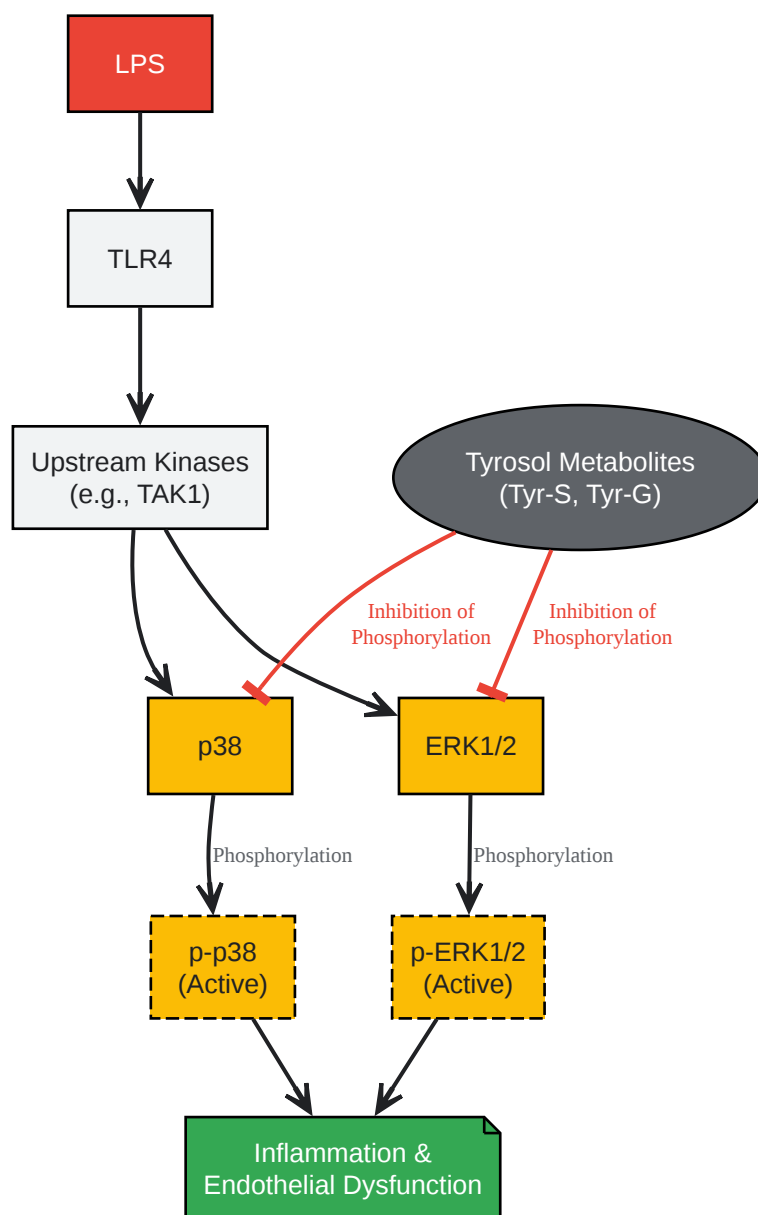 LPS
TLR4
Upstream Kinases
(e.g., TAK1)
Tyrosol Metabolites
(Tyr-S, Tyr-G)
Inhibition of
Phosphorylation
Inhibition of
Phosphorylation
p38
ERK1/2
Phosphorylation
Phosphorylation
p-p38
(Active)
p-ERK1/2
(Active)
Inflammation &
Endothelial Dysfunction